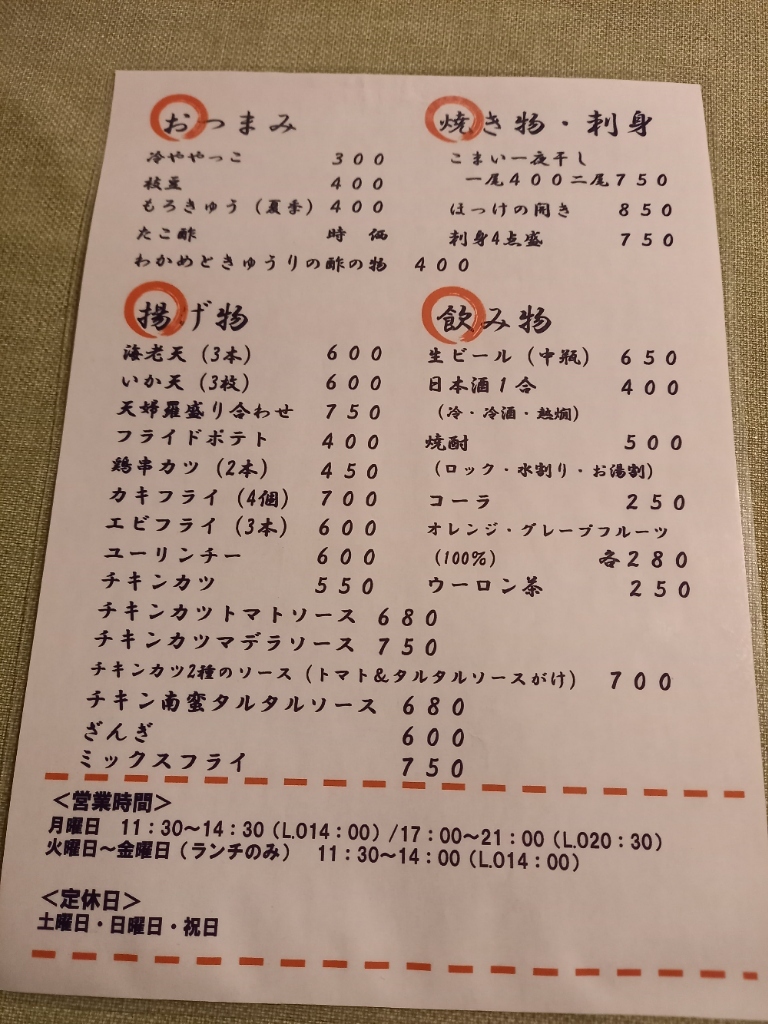 おつまみ
冷ややっこ 300
枝豆 400
もろきゅう（夏季）400
たこ酢 時 価
わかめときゅうりの酢の物 400
焼き物・刺身
こまい一夜干し
一尾400二尾750
ほっけの開き 850
刺身4点盛 750
揚げ物
海老天（3本） 600
いか天（3枚） 600
天婦羅盛り合わせ 750
フライドポテト 400
鶏串カツ（2本） 450
カキフライ（4個） 700
エビフライ（3本） 600
ユーリンチー 600
チキンカツ 550
チキンカツトマトソース 680
チキンカツマデラソース 750
チキンカツ2種のソース（トマト&タルタルソースがけ） 700
チキン南蛮タルタルソース 680
ざんぎ 600
ミックスフライ 750
飲み物
生ビール（中瓶） 650
日本酒1合 400
（冷・冷酒・熱燗）
焼酎 500
（ロック・水割り・お湯割）
コーラ 250
オレンジ・グレープフルーツ
（100%） 各280
ウーロン茶 250
＜営業時間＞
月曜日 11：30～14：30（L.O14：00）/17：00～21：00（L.O20：30）
火曜日～金曜日（ランチのみ） 11：30～14：00（L.O14：00）
＜定休日＞
土曜日・日曜日・祝日